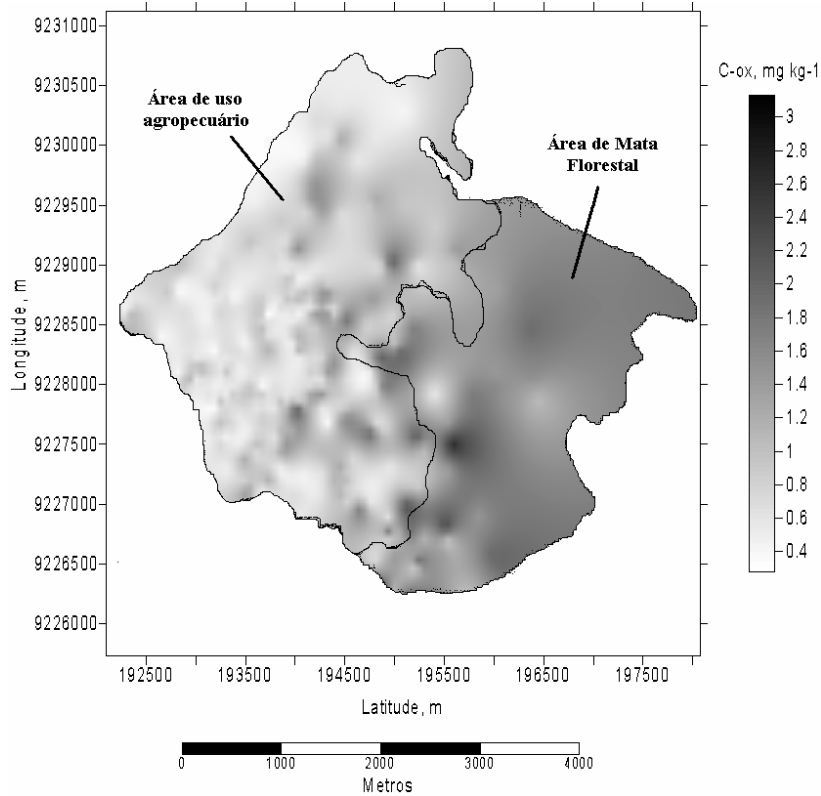 9231000
9230500
9230000
9229500
9229000
9228500
9228000
9227500
9227000
9226500
9226000
Longitude, m
Área de uso
agropecuário
Área de Mata
Florestal
192500 193500 194500 195500 196500 197500
Latitude, m
0 1000 2000 3000 4000
Metros
C-ox, mg kg-1
3
2.8
2.6
2.4
2.2
2
1.8
1.6
1.4
1.2
1
0.8
0.6
0.4